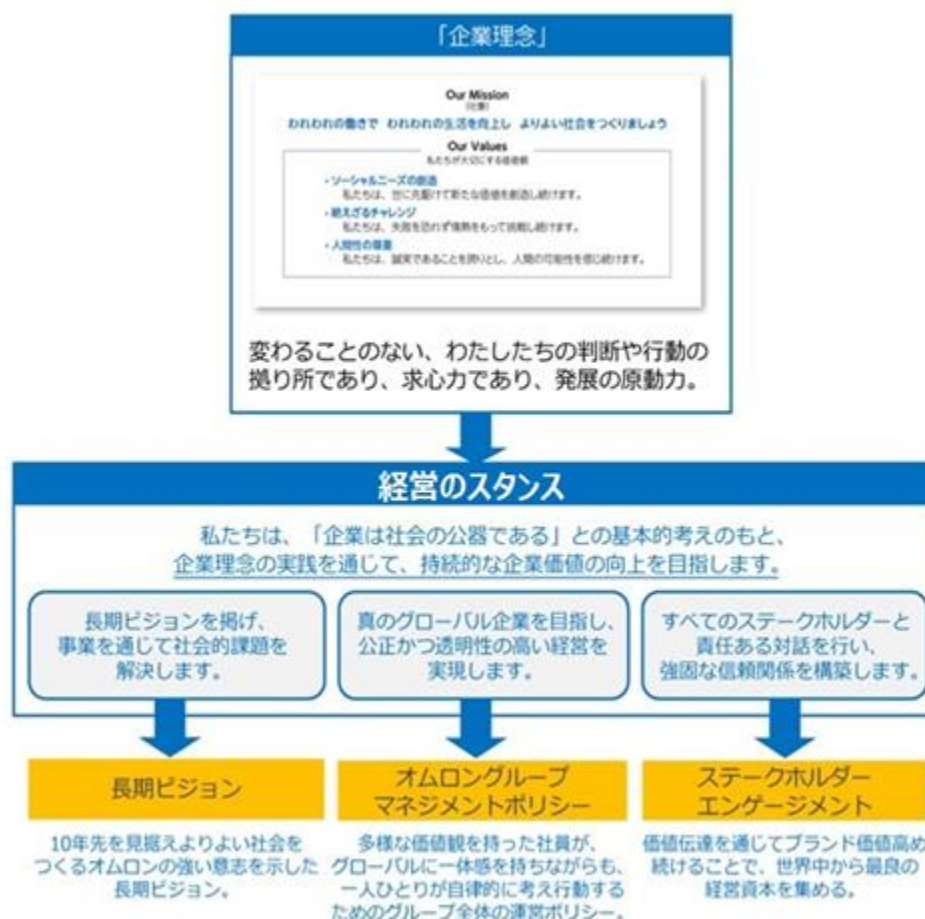 「企業理念」
Our Mission
(社憲)
われわれの働きで われわれの生活を向上し よりよい社会をつくりましょう
Our Values
私たちが大切にする価値観
・ソーシャルニーズの創造
私たちは、世に先駆けて新たな価値を創造し続けます。
・絶えざるチャレンジ
私たちは、失敗を恐れず情熱をもって挑戦し続けます。
・人間性の尊重
私たちは、誠実であることを誇りとし、人間の可能性を信じ続けます。
変わることのない、わたしたちの判断や行動の
拠り所であり、求心力であり、発展の原動力。
経営のスタンス
私たちは、「企業は社会の公器である」との基本的考えのもと、
企業理念の実践を通じて、持続的な企業価値の向上を目指します。
長期ビジョンを掲げ、
事業を通じて社会的課題を
解決します。
真のグローバル企業を目指し、
公正かつ透明性の高い経営を
実現します。
すべてのステークホルダーと
責任ある対話を行い、
強固な信頼関係を構築します。
長期ビジョン
10年先を見据えよりよい社会を
つくるオムロンの強い意志を示した
長期ビジョン。
オムロングループ
マネジメントポリシー
多様な価値観を持った社員が、
グローバルに一体感を持ちながらも、
一人ひとりが自律的に考え行動する
ためのグループ全体の運営ポリシー。
ステークホルダー
エンゲージメント
価値伝達を通じてブランド価値高め
続けることで、世界中から最良の
経営資本を集める。